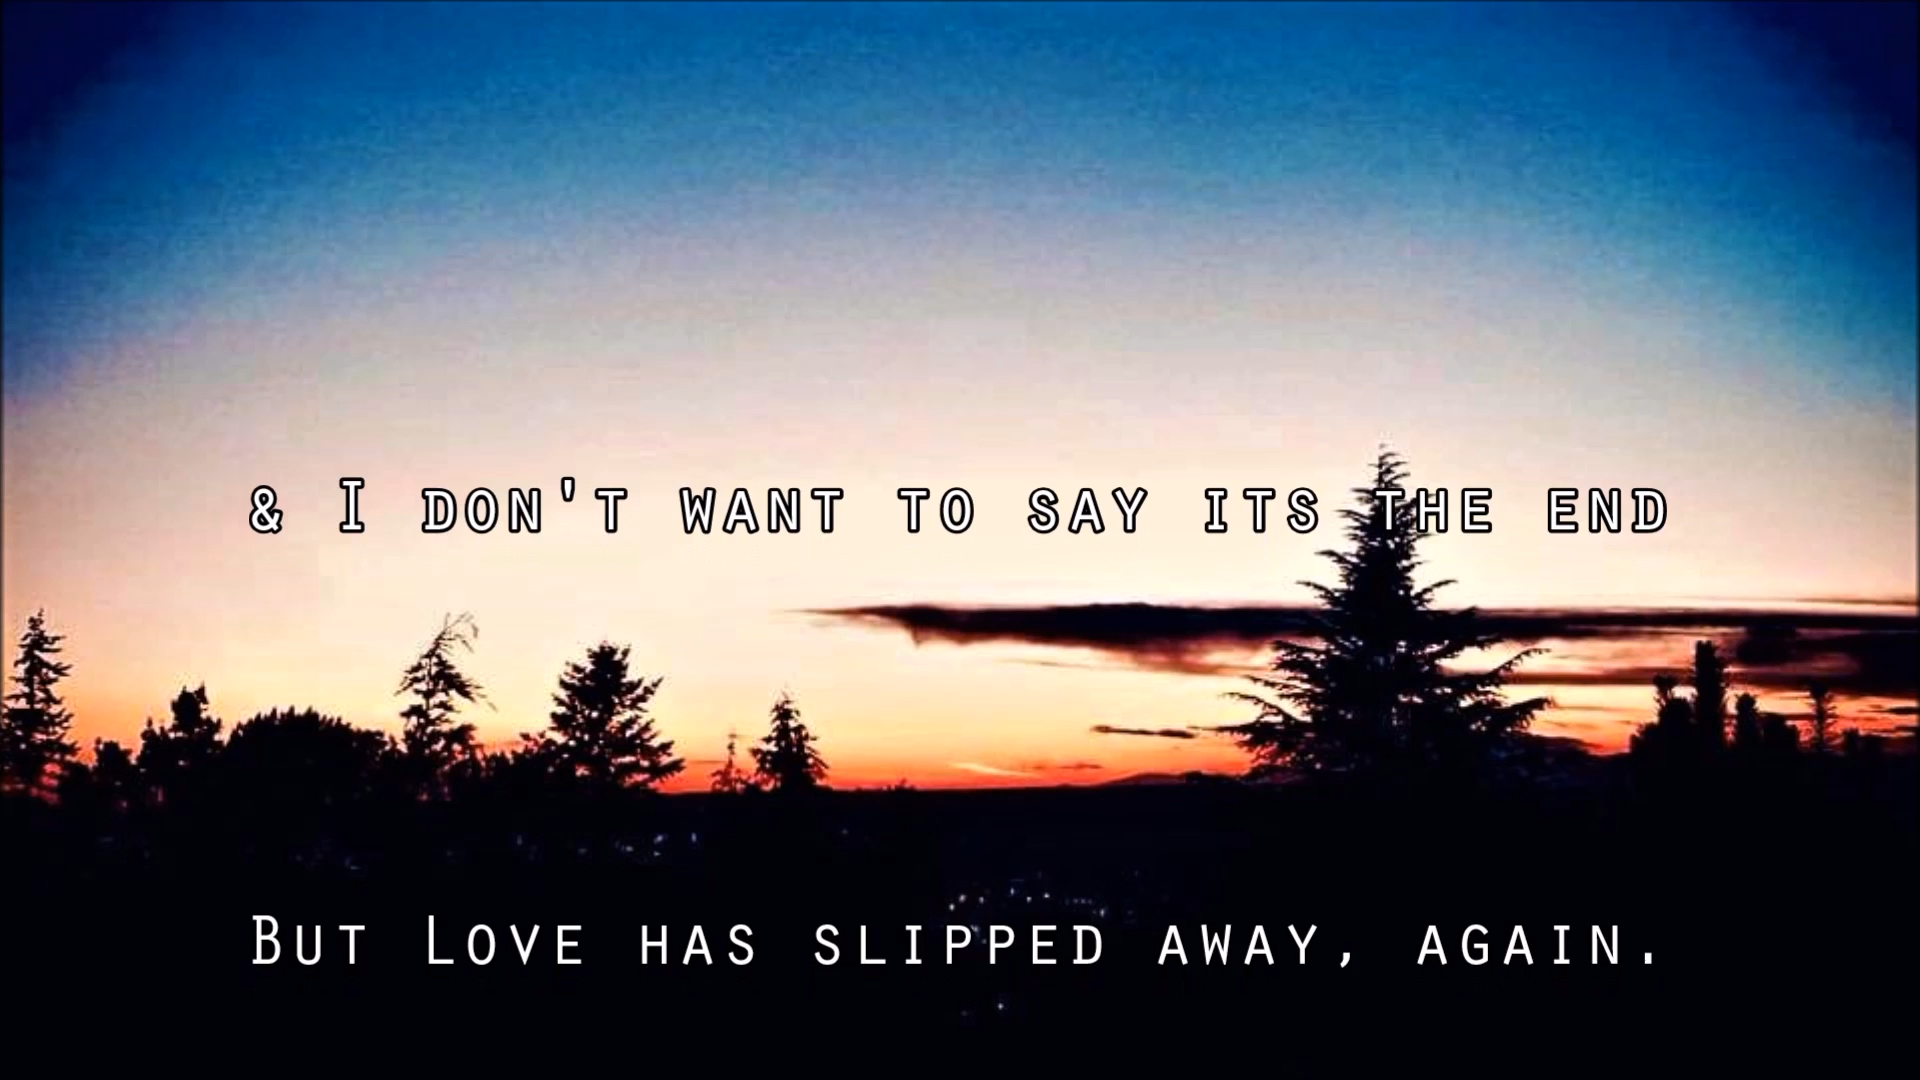 & I don't want to say its the end
But Love has slipped away, again.